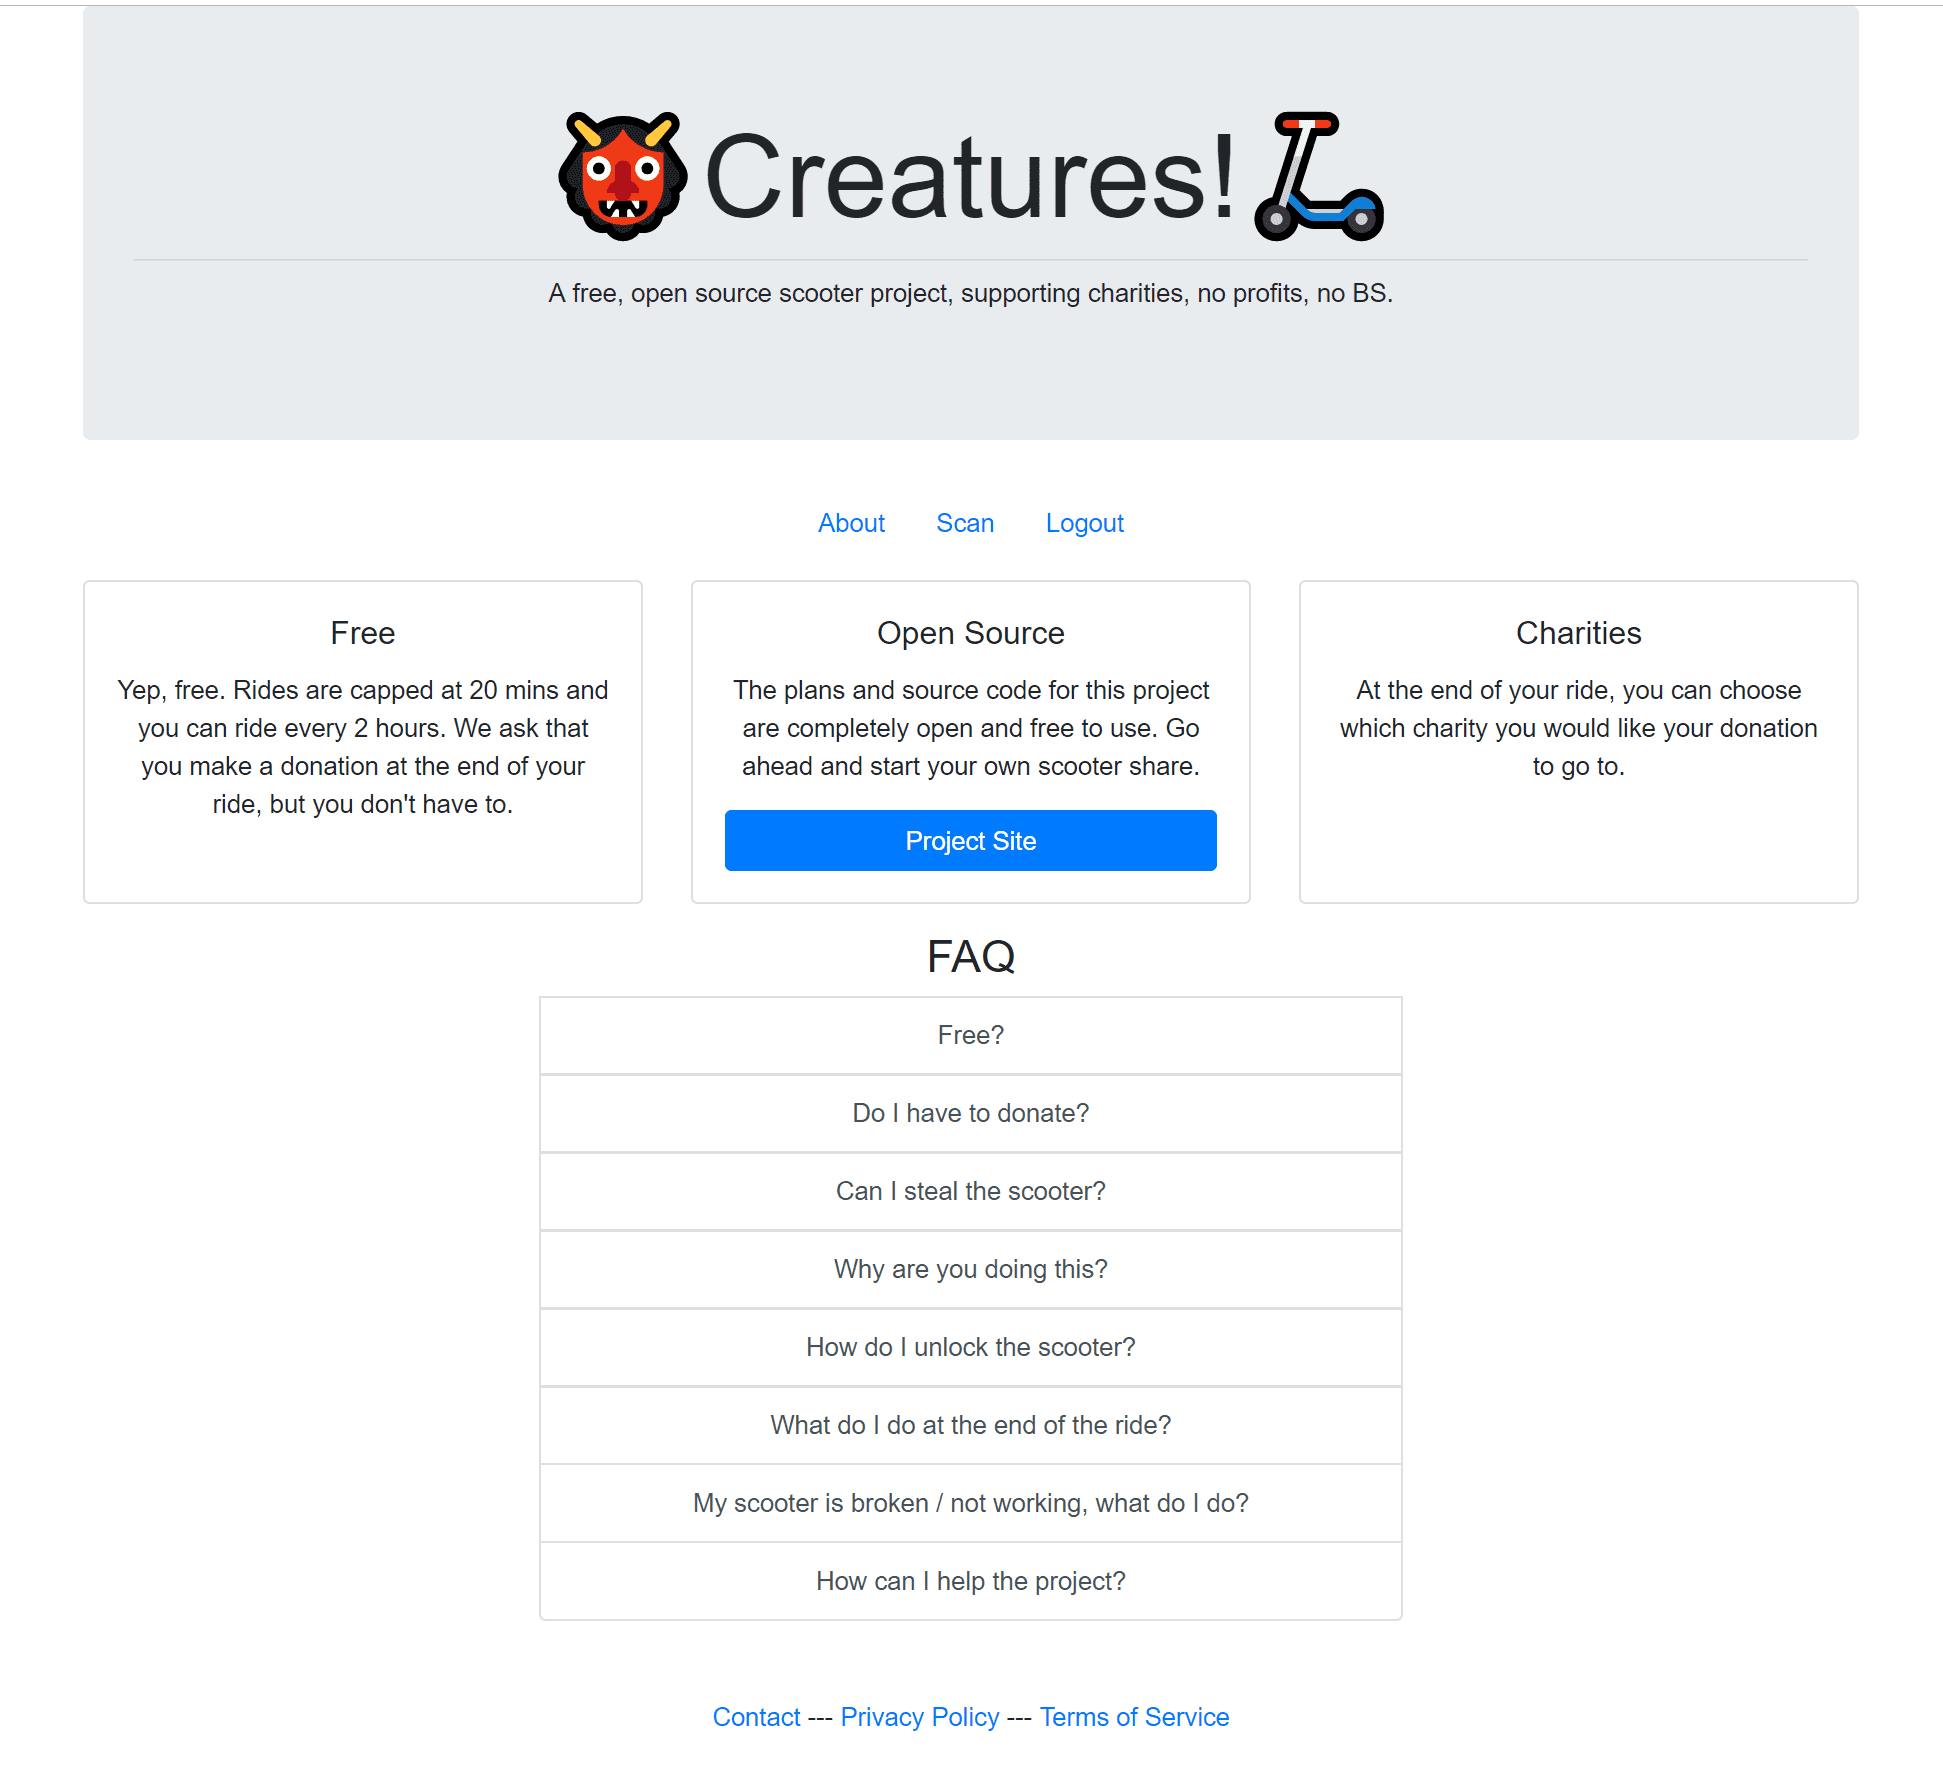 Creatures!
A free, open source scooter project, supporting charities, no profits, no BS.
About Scan Logout
Free
Yep, free. Rides are capped at 20 mins and
you can ride every 2 hours. We ask that
you make a donation at the end of your
ride, but you don't have to.
Open Source
The plans and source code for this project
are completely open and free to use. Go
ahead and start your own scooter share.
Project Site
Charities
At the end of your ride, you can choose
which charity you would like your donation
to go to.
FAQ
Free?
Do I have to donate?
Can I steal the scooter?
Why are you doing this?
How do I unlock the scooter?
What do I do at the end of the ride?
My scooter is broken / not working, what do I do?
How can I help the project?
Contact --- Privacy Policy --- Terms of Service